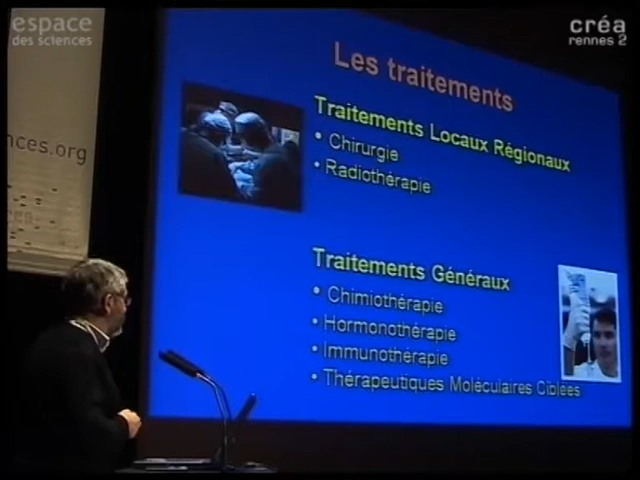 espace
des sciences
créa
rennes 2
nces.org
Les traitements
Traitements Locaux Régionaux
• Chirurgie
• Radiothérapie
Traitements Généraux
• Chimiothérapie
• Hormonothérapie
• Immunothérapie
• Thérapeutiques Moléculaires Ciblées